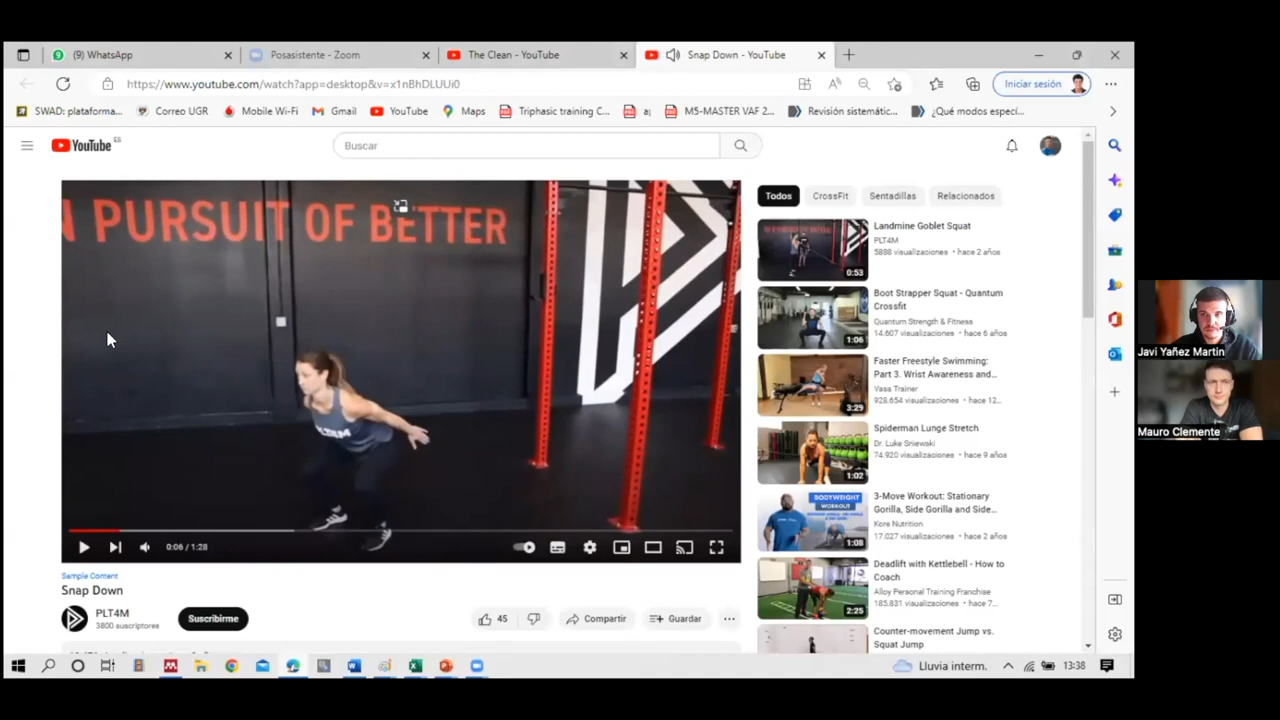 (9) WhatsApp
Posasistente - Zoom
The Clean - YouTube
Snap Down - YouTube
https://www.youtube.com/watch?app=desktop&v=x1nBhDLUUi0
Iniciar sesión
SWAD: plataforma...
Correo UGR
Mobile Wi-Fi
Gmail
YouTube
Maps
Triphasic training C...
M5-MASTER VAF 2...
Revisión sistemátic...
¿Qué modos especí...
YouTube ES
Buscar
N PURSUIT OF BETTER
0:06 / 1:28
Sample Content
Snap Down
PLT4M
3800 suscriptores
Suscribirme
45
Compartir
Guardar
Todos
CrossFit
Sentadillas
Relacionados
0:53
Landmine Goblet Squat
PLT4M
5888 visualizaciones • hace 2 años
1:06
Boot Strapper Squat - Quantum
Crossfit
Quantum Strength & Fitness
14.607 visualizaciones • hace 6 años
3:29
Faster Freestyle Swimming:
Part 3. Wrist Awareness and...
Vasa Trainer
928.654 visualizaciones • hace 12...
1:02
Spiderman Lunge Stretch
Dr. Luke Sniewski
74.920 visualizaciones • hace 9 años
BODYWEIGHT
WORKOUT
1:08
3-Move Workout: Stationary
Gorilla, Side Gorilla and Side...
Kore Nutrition
17.027 visualizaciones • hace 2 años
2:25
Deadlift with Kettlebell - How to
Coach
Alloy Personal Training Franchise
185.831 visualizaciones • hace 7...
Counter-movement Jump vs.
Squat Jump
Javi Yañez Martin
Mauro Clemente
Lluvia interm.
13:38